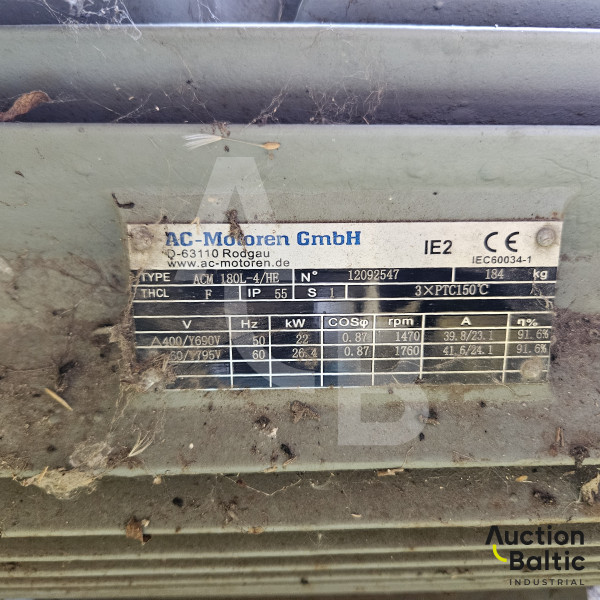 AC-Motoren GmbH
D-63110 Rodgau
www.ac-motoren.de
IE2 CE
IEC60034-1
TYPE ACM 180L-4/HE N° 12092547 184 kg
THCL F IP 55 S 1 3×PTC150℃
V Hz kW COSφ rpm A η%
△400/Y690V 50 22 0.87 1470 39.8/23.1 91.6%
60/Y795V 60 26.4 0.87 1760 41.6/24.1 91.6%
AB
Auction
Baltic
INDUSTRIAL